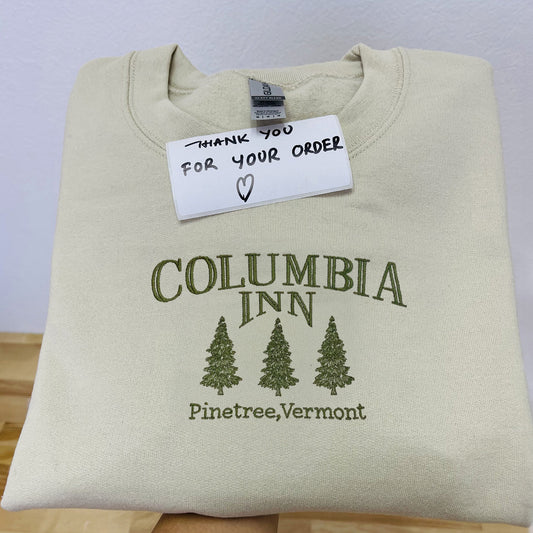 THANK YOU
FOR YOUR ORDER
COLUMBIA
INN
Pinetree,Vermont